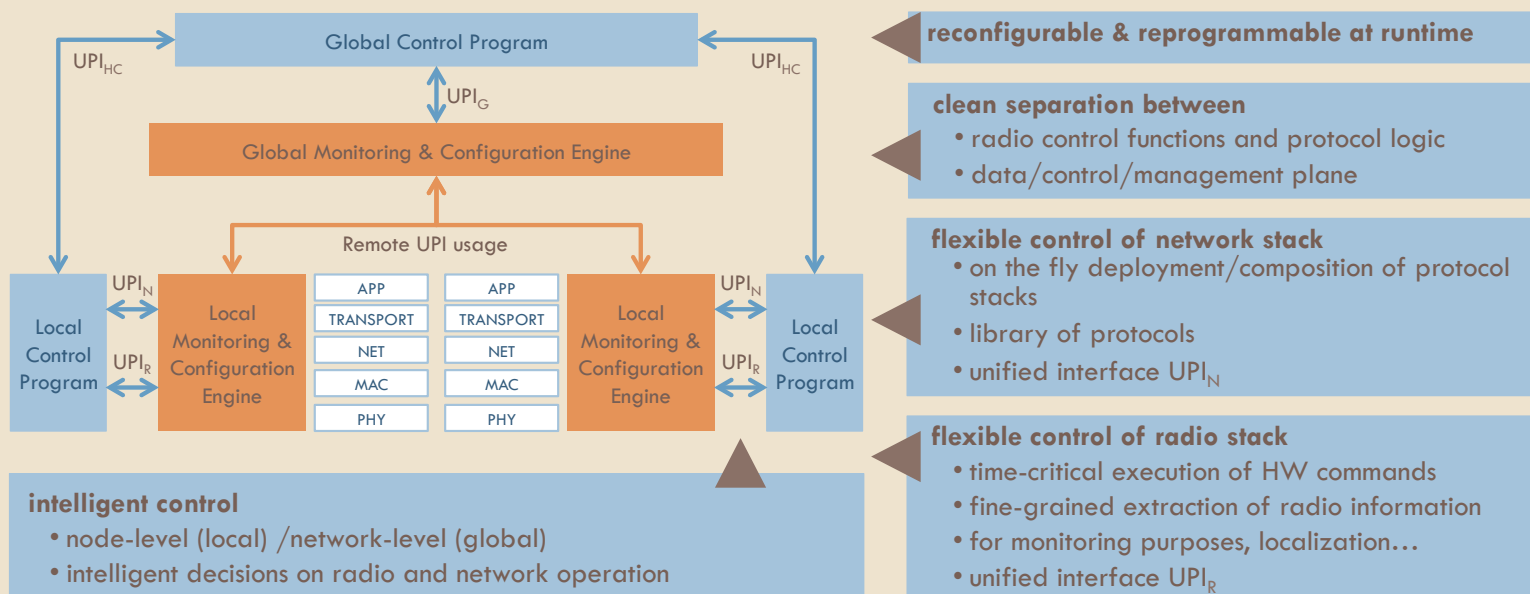 Global Control Program
UPI_HC
UPI_HC
UPI_G
Global Monitoring & Configuration Engine
Remote UPI usage
Local
Control
Program
UPI_N
UPI_R
Local
Monitoring &
Configuration
Engine
APP
TRANSPORT
NET
MAC
PHY
APP
TRANSPORT
NET
MAC
PHY
Local
Monitoring &
Configuration
Engine
UPI_N
UPI_R
Local
Control
Program
intelligent control
• node-level (local) /network-level (global)
• intelligent decisions on radio and network operation
reconfigurable & reprogrammable at runtime
clean separation between
• radio control functions and protocol logic
• data/control/management plane
flexible control of network stack
• on the fly deployment/composition of protocol
stacks
• library of protocols
• unified interface UPI_N
flexible control of radio stack
• time-critical execution of HW commands
• fine-grained extraction of radio information
• for monitoring purposes, localization…
• unified interface UPI_R